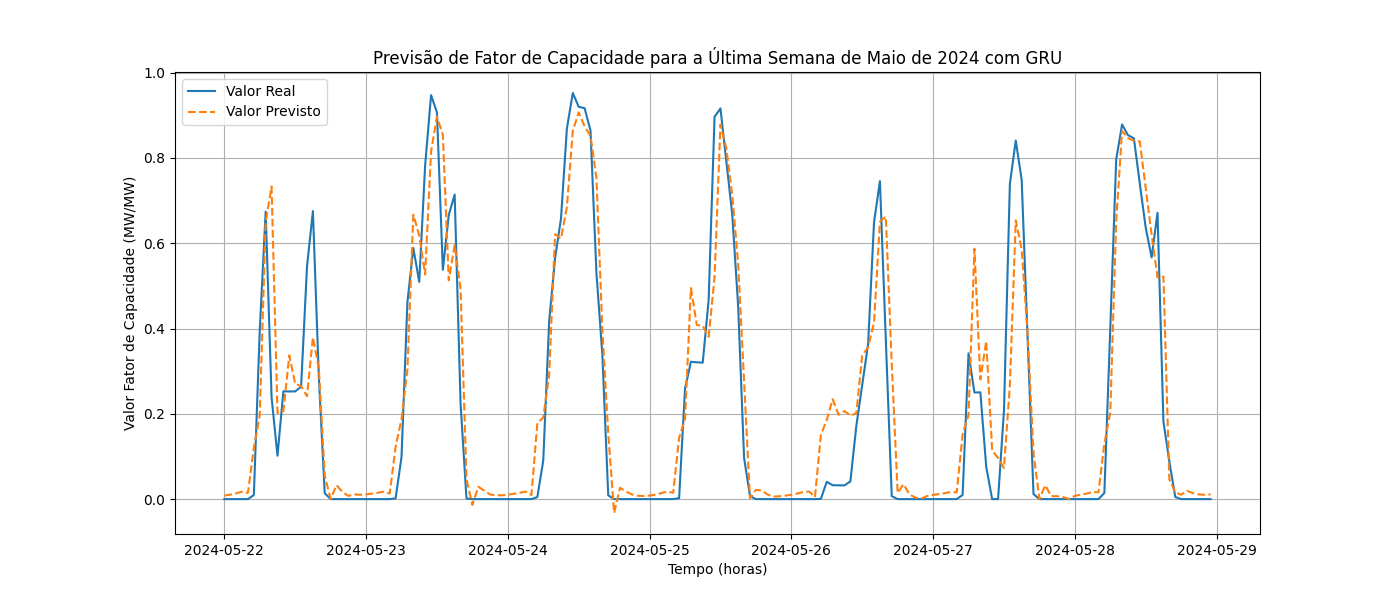 Previsão de Fator de Capacidade para a Última Semana de Maio de 2024 com GRU
Valor Real
Valor Previsto
Valor Fator de Capacidade (MW/MW)
1.0
0.8
0.6
0.4
0.2
0.0
2024-05-22
2024-05-23
2024-05-24
2024-05-25
2024-05-26
2024-05-27
2024-05-28
2024-05-29
Tempo (horas)